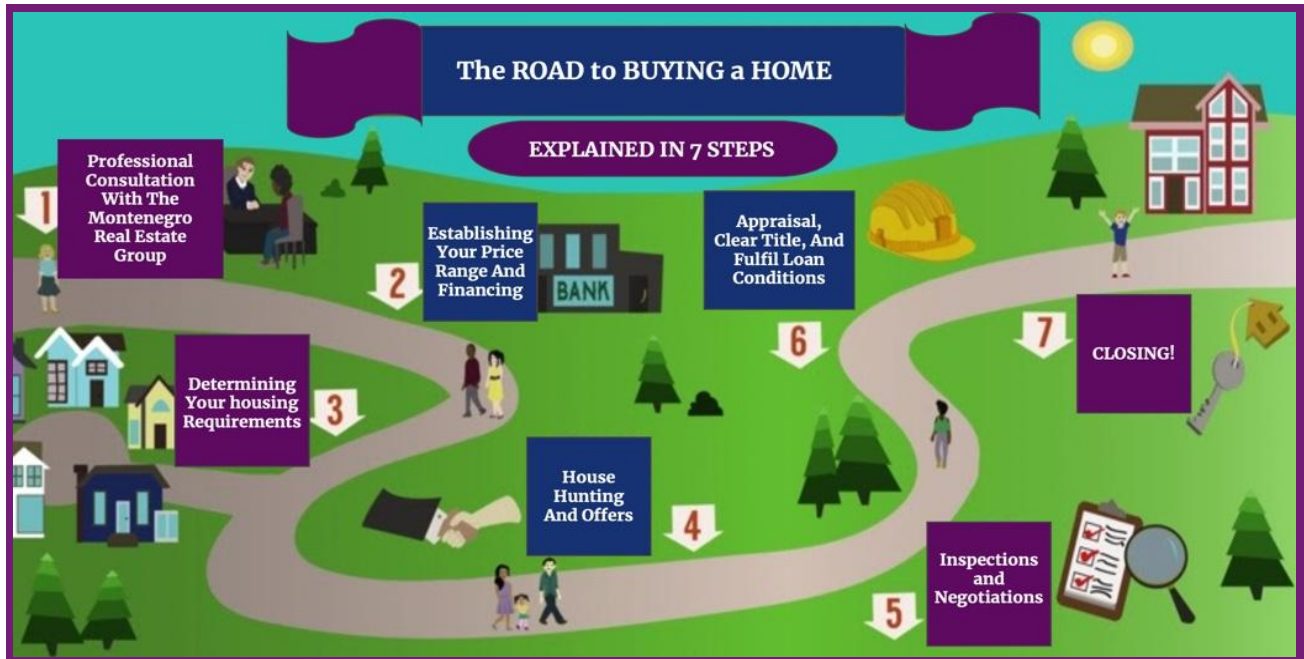 The ROAD to BUYING a HOME
EXPLAINED IN 7 STEPS
1
Professional
Consultation
With The
Montenegro
Real Estate
Group
2
Establishing
Your Price
Range And
Financing
BANK
3
Determining
Your housing
Requirements
4
House
Hunting
And Offers
5
Inspections
and
Negotiations
6
Appraisal,
Clear Title, And
Fulfil Loan
Conditions
7
CLOSING!